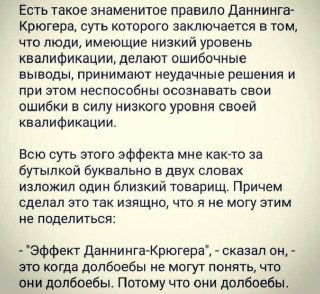 Есть такое знаменитое правило Даннинга-
Крюгера, суть которого заключается в том,
что люди, имеющие низкий уровень
квалификации, делают ошибочные
выводы, принимают неудачные решения и
при этом неспособны осознавать свои
ошибки в силу низкого уровня своей
квалификации.
Всю суть этого эффекта мне как-то за
бутылкой буквально в двух словах
изложил один близкий товарищ. Причем
сделал это так изящно, что я не могу этим
не поделиться:
- "Эффект Даннинга-Крюгера", - сказал он, -
это когда долбоебы не могут понять, что
они долбоебы. Потому что они долбоебы.